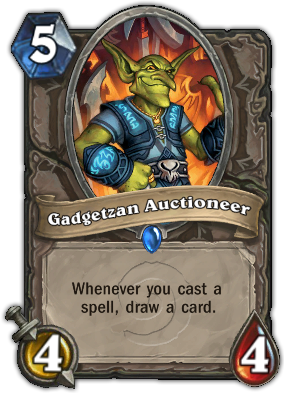 5
Gadgetzan Auctioneer
Whenever you cast a
spell, draw a card.
4 4